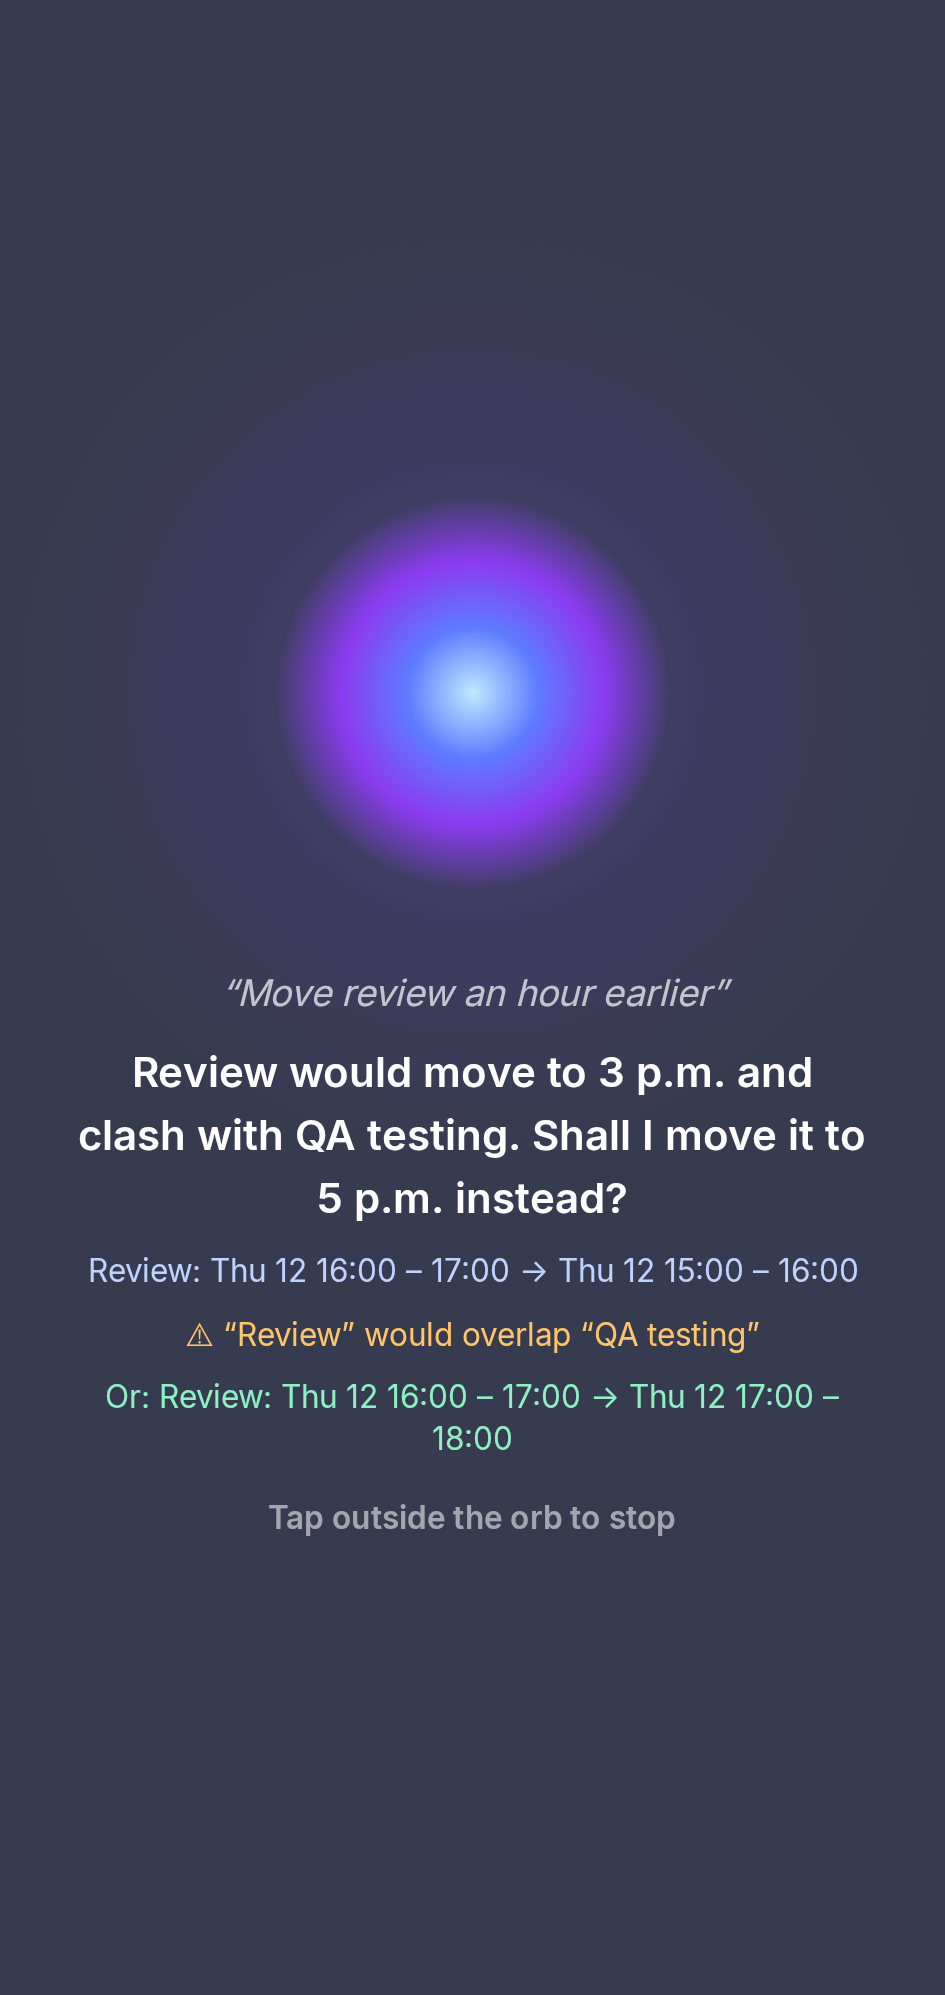 “Move review an hour earlier”
Review would move to 3 p.m. and
clash with QA testing. Shall I move it to
5 p.m. instead?
Review: Thu 12 16:00 – 17:00 → Thu 12 15:00 – 16:00
⚠ “Review” would overlap “QA testing”
Or: Review: Thu 12 16:00 – 17:00 → Thu 12 17:00 –
18:00
Tap outside the orb to stop